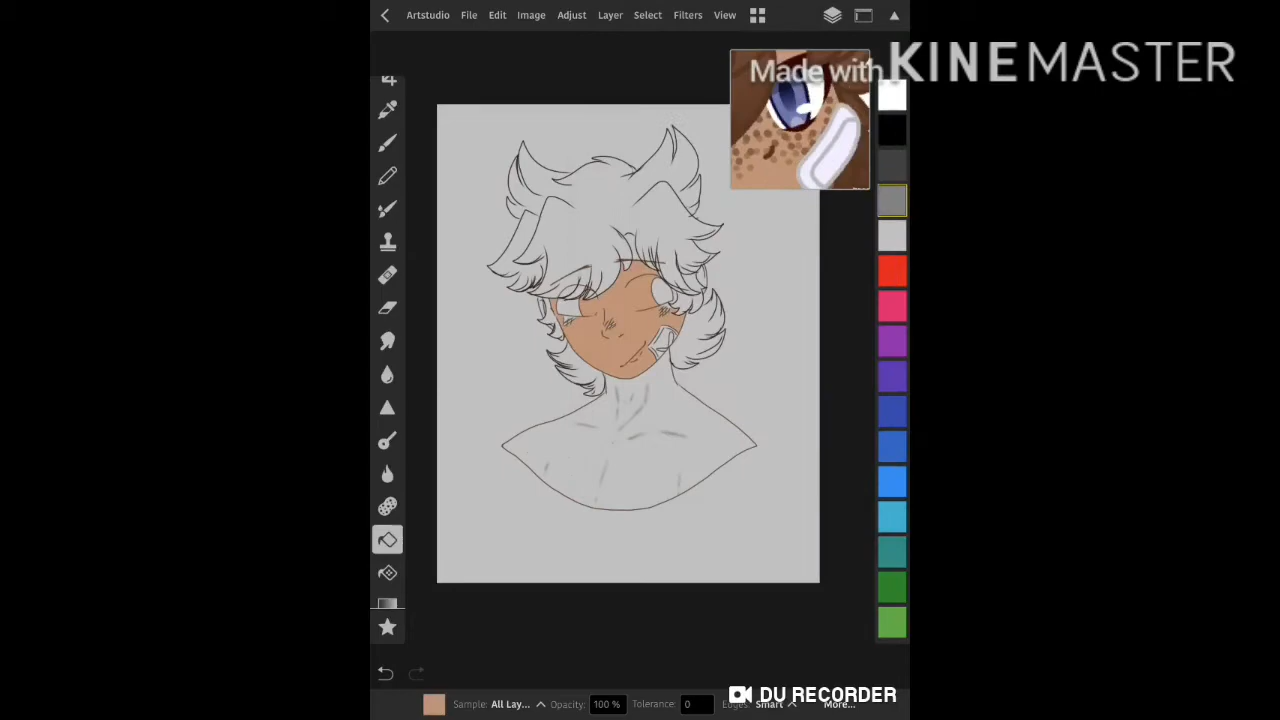 Artstudio File Edit Image Adjust Layer Select Filters View
Made with KINEMASTER
DU RECORDER
Sample: All Lay... Opacity: 100 % Tolerance: 0 Edges: Smart More...